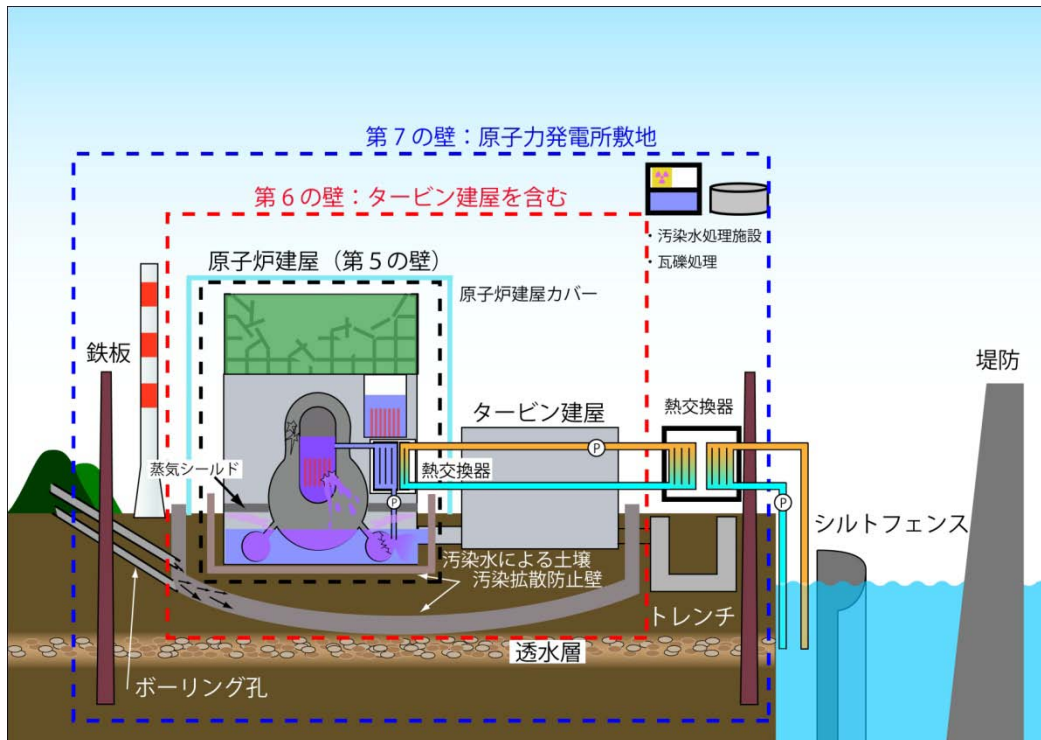 第７の壁：原子力発電所敷地
第６の壁：タービン建屋を含む
・汚染水処理施設
・瓦礫処理
原子炉建屋（第５の壁）
原子炉建屋カバー
鉄板
堤防
タービン建屋
熱交換器
蒸気シールド
熱交換器
P
P
P
シルトフェンス
汚染水による土壌
汚染拡散防止壁
トレンチ
透水層
ボーリング孔